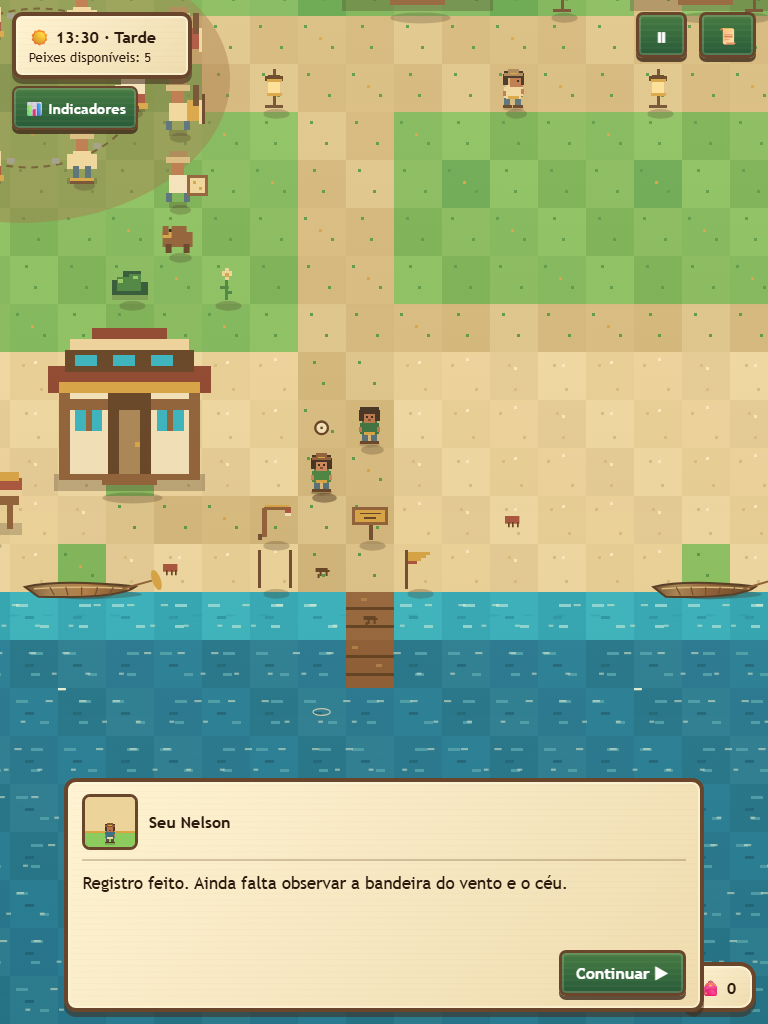 13:30 · Tarde
Peixes disponíveis: 5
Indicadores
Seu Nelson
Registro feito. Ainda falta observar a bandeira do vento e o céu.
Continuar ▶
0